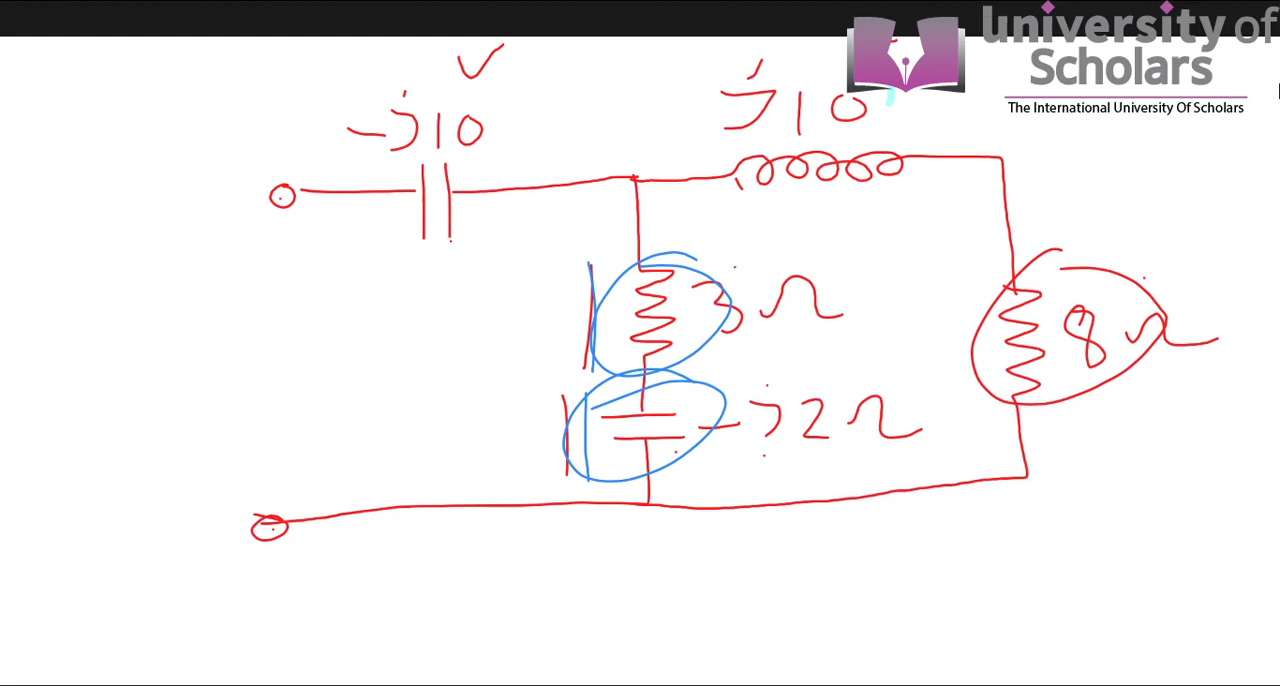 University of
Scholars
The International University Of Scholars
-j10
j10
3Ω
8Ω
-j2Ω